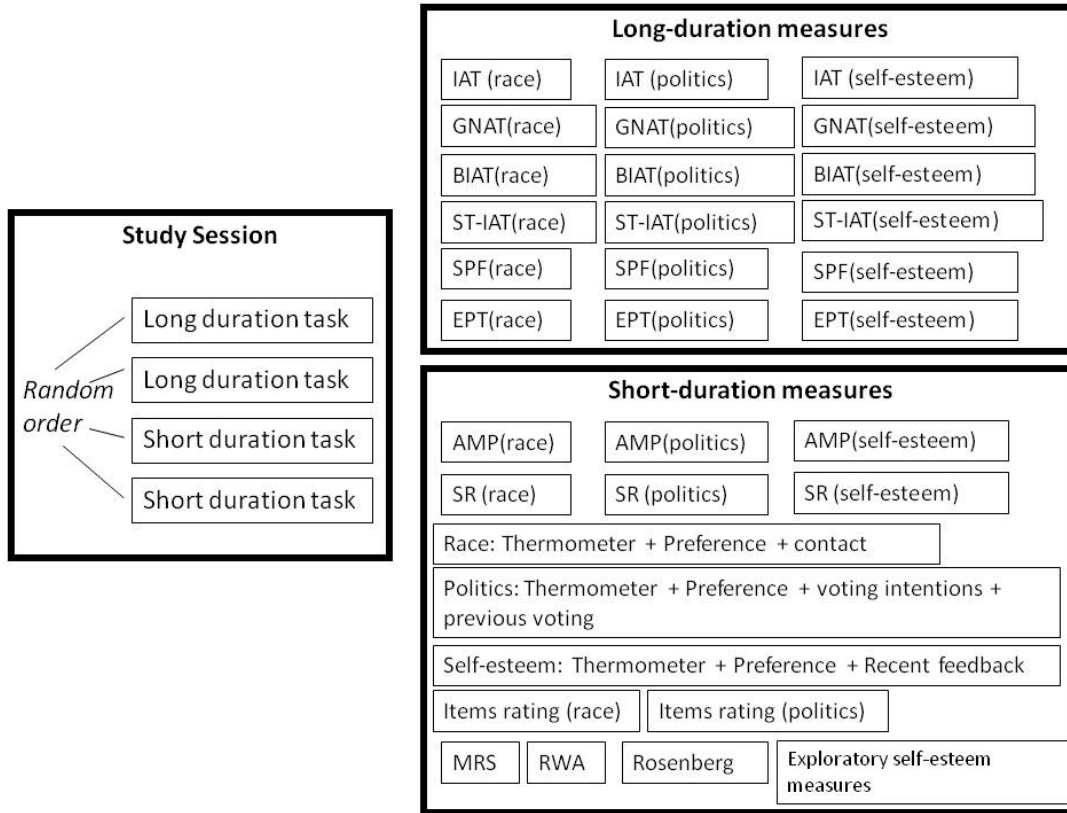 Study Session
Random
order
Long duration task
Long duration task
Short duration task
Short duration task
Long-duration measures
IAT (race) IAT (politics) IAT (self-esteem)
GNAT(race) GNAT(politics) GNAT(self-esteem)
BIAT(race) BIAT(politics) BIAT(self-esteem)
ST-IAT(race) ST-IAT(politics) ST-IAT(self-esteem)
SPF(race) SPF(politics) SPF(self-esteem)
EPT(race) EPT(politics) EPT(self-esteem)
Short-duration measures
AMP(race) AMP(politics) AMP(self-esteem)
SR (race) SR (politics) SR (self-esteem)
Race: Thermometer + Preference + contact
Politics: Thermometer + Preference + voting intentions +
previous voting
Self-esteem: Thermometer + Preference + Recent feedback
Items rating (race) Items rating (politics)
MRS RWA Rosenberg Exploratory self-esteem
measures